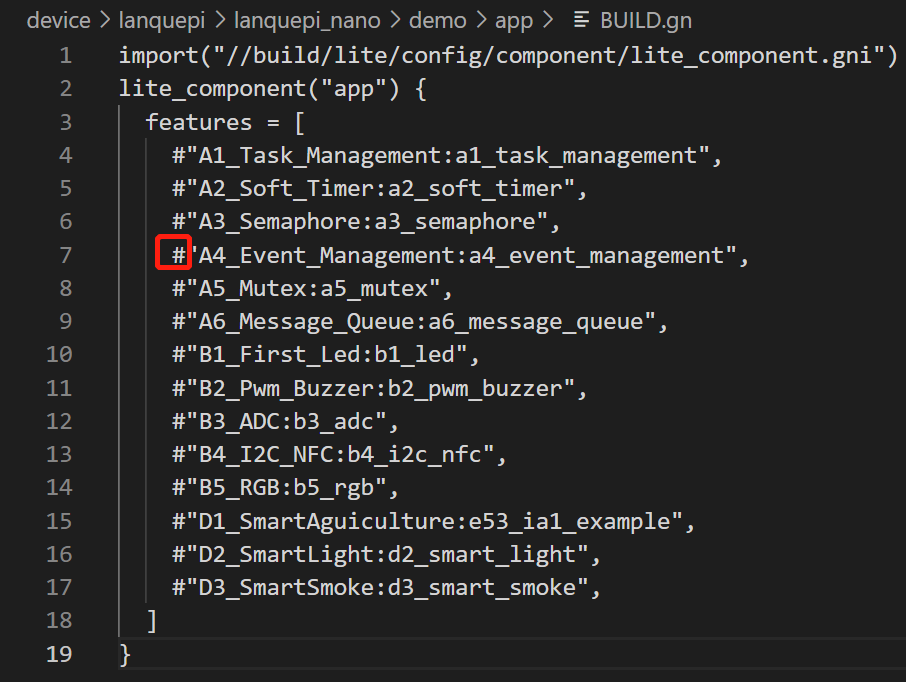 device > lanquepi > lanquepi_nano > demo > app > BUILD.gn
1 import("//build/lite/config/component/lite_component.gni")
2 lite_component("app") {
3 features = [
4 #"A1_Task_Management:a1_task_management",
5 #"A2_Soft_Timer:a2_soft_timer",
6 #"A3_Semaphore:a3_semaphore",
7 #"A4_Event_Management:a4_event_management",
8 #"A5_Mutex:a5_mutex",
9 #"A6_Message_Queue:a6_message_queue",
10 #"B1_First_Led:b1_led",
11 #"B2_Pwm_Buzzer:b2_pwm_buzzer",
12 #"B3_ADC:b3_adc",
13 #"B4_I2C_NFC:b4_i2c_nfc",
14 #"B5_RGB:b5_rgb",
15 #"D1_SmartAguiculture:e53_ia1_example",
16 #"D2_SmartLight:d2_smart_light",
17 #"D3_SmartSmoke:d3_smart_smoke",
18 ]
19 }